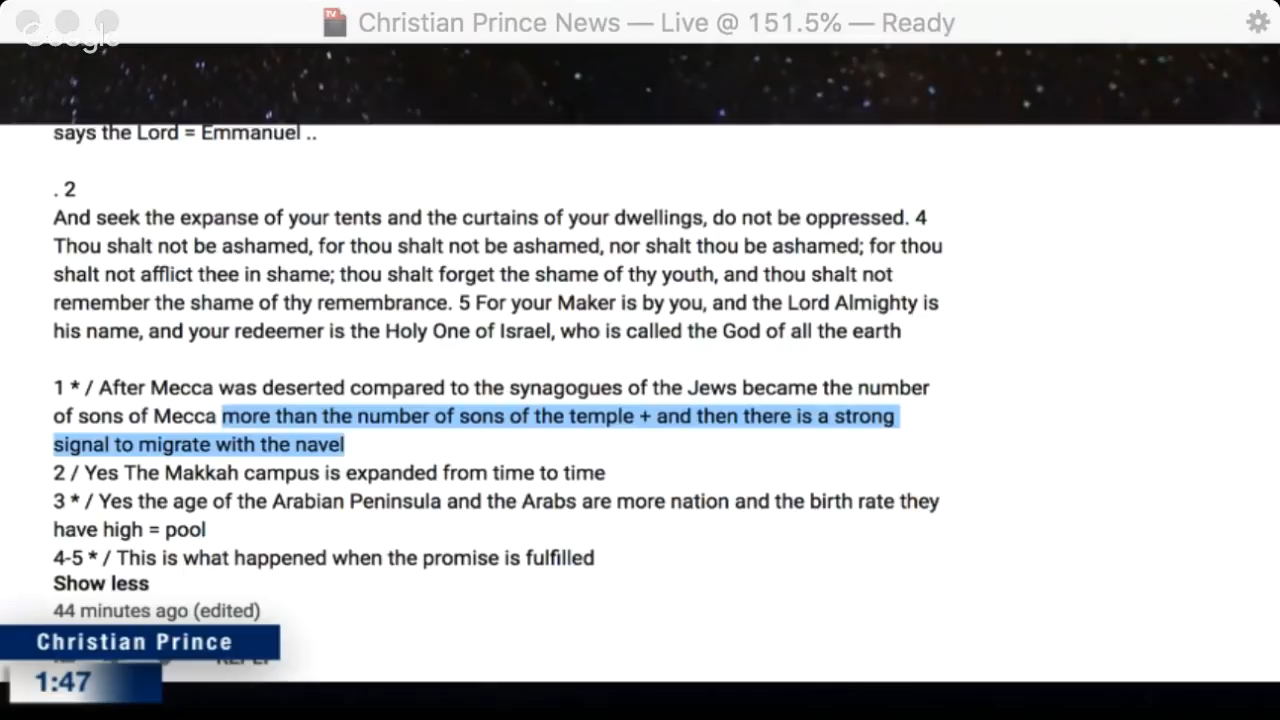 Christian Prince News — Live @ 151.5% — Ready
Google
says the Lord = Emmanuel ..
. 2
And seek the expanse of your tents and the curtains of your dwellings, do not be oppressed. 4
Thou shalt not be ashamed, for thou shalt not be ashamed, nor shalt thou be ashamed; for thou
shalt not afflict thee in shame; thou shalt forget the shame of thy youth, and thou shalt not
remember the shame of thy remembrance. 5 For your Maker is by you, and the Lord Almighty is
his name, and your redeemer is the Holy One of Israel, who is called the God of all the earth
1 * / After Mecca was deserted compared to the synagogues of the Jews became the number
of sons of Mecca more than the number of sons of the temple + and then there is a strong
signal to migrate with the navel
2 / Yes The Makkah campus is expanded from time to time
3 * / Yes the age of the Arabian Peninsula and the Arabs are more nation and the birth rate they
have high = pool
4-5 * / This is what happened when the promise is fulfilled
Show less
44 minutes ago (edited)
Christian Prince
1:47